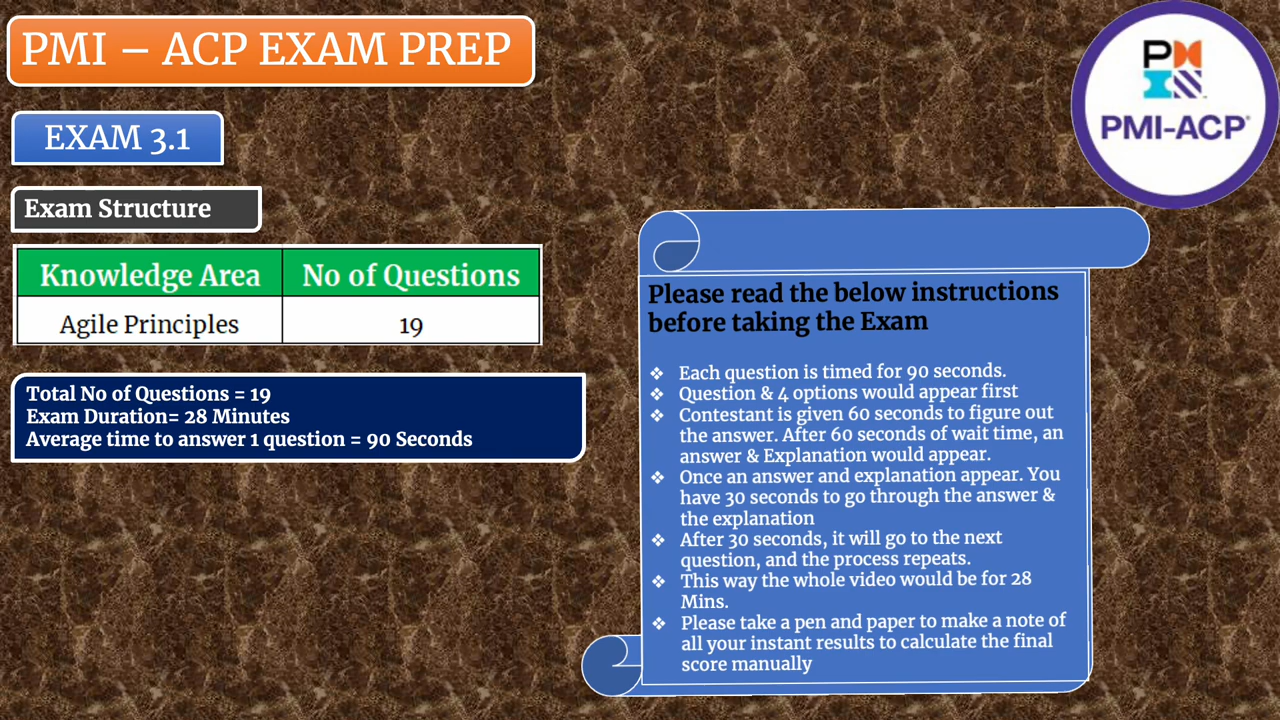 PMI – ACP EXAM PREP
PMI
PMI-ACP®
EXAM 3.1
Exam Structure
Knowledge Area No of Questions
Agile Principles 19
Total No of Questions = 19
Exam Duration= 28 Minutes
Average time to answer 1 question = 90 Seconds
Please read the below instructions
before taking the Exam
❖ Each question is timed for 90 seconds.
❖ Question & 4 options would appear first
❖ Contestant is given 60 seconds to figure out
the answer. After 60 seconds of wait time, an
answer & Explanation would appear.
❖ Once an answer and explanation appear. You
have 30 seconds to go through the answer &
the explanation
❖ After 30 seconds, it will go to the next
question, and the process repeats.
❖ This way the whole video would be for 28
Mins.
❖ Please take a pen and paper to make a note of
all your instant results to calculate the final
score manually